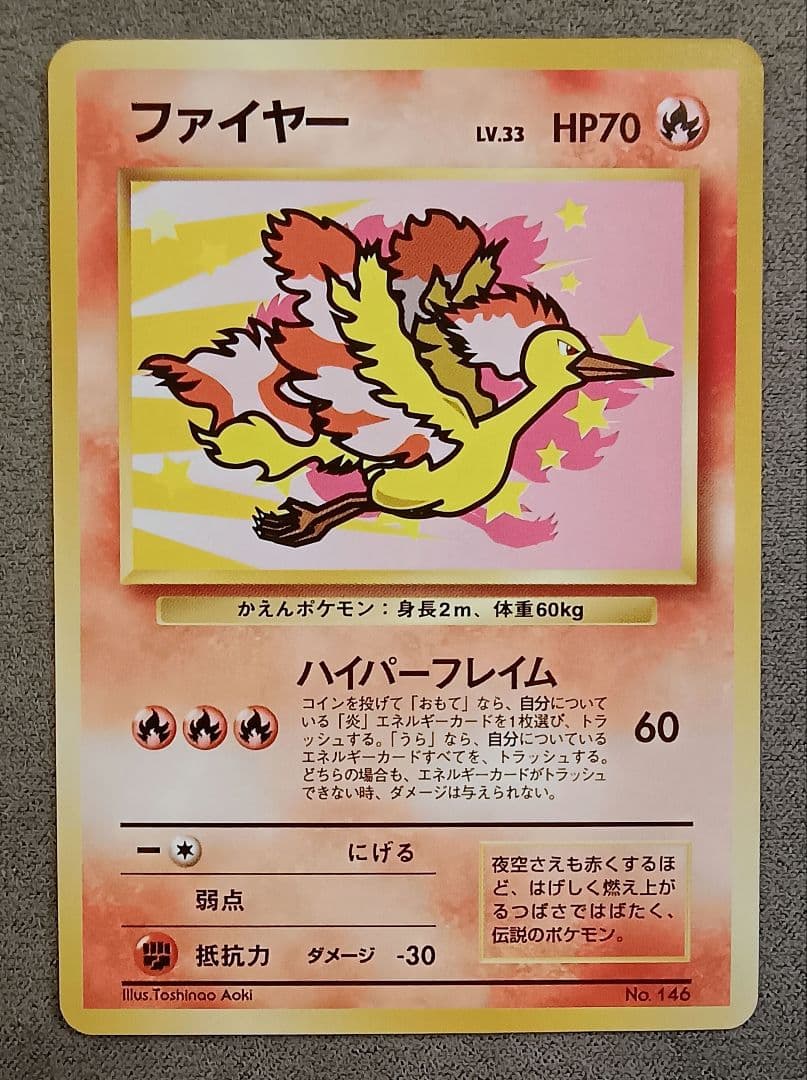 ファイヤー LV.33 HP70
かえんポケモン：身長2m、体重60kg
ハイパーフレイム
コインを投げて「おもて」なら、自分につい​て
いる「炎」エネルギーカードを1枚選び、トラ
ッシュする。「うら」なら、自分についている
エネルギーカードすべてを、トラッシュする。
どちらの場合も、エネルギーカードがトラッシュ
できない時、ダメージは与えられない。
60
にげる
弱点
抵抗力 ダメージ -30
夜空さえも赤くするほ
ど、はげしく燃え上が
るつばさではばたく、
伝説のポケモン。
Illus.Toshinao Aoki
No. 146